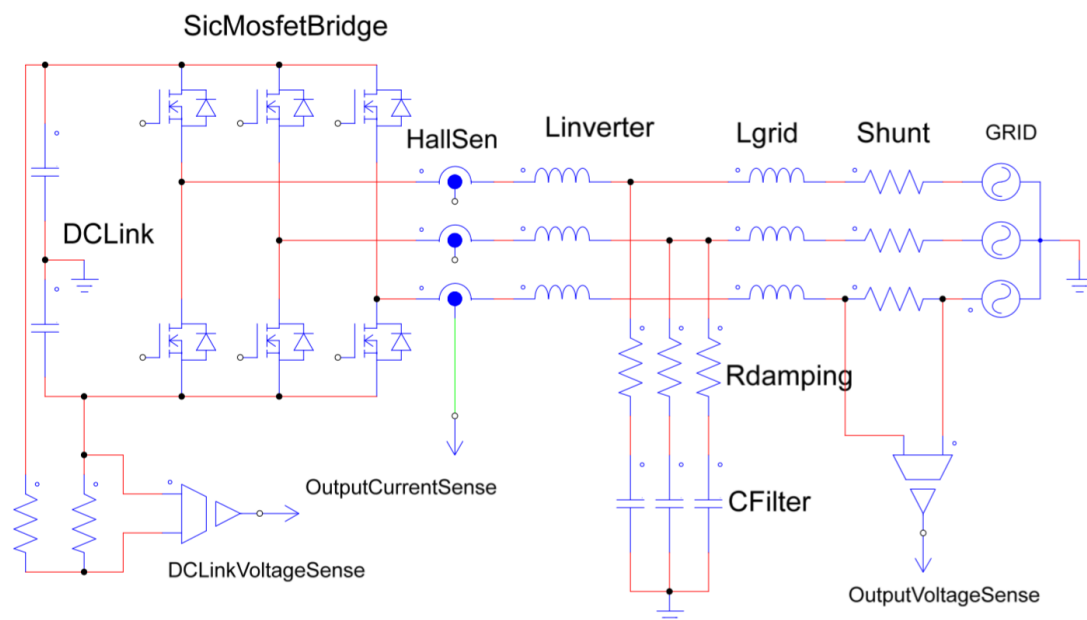 SicMosfetBridge
HallSen
Linverter
Lgrid
Shunt
GRID
DCLink
Rdamping
OutputCurrentSense
CFilter
DCLinkVoltageSense
OutputVoltageSense